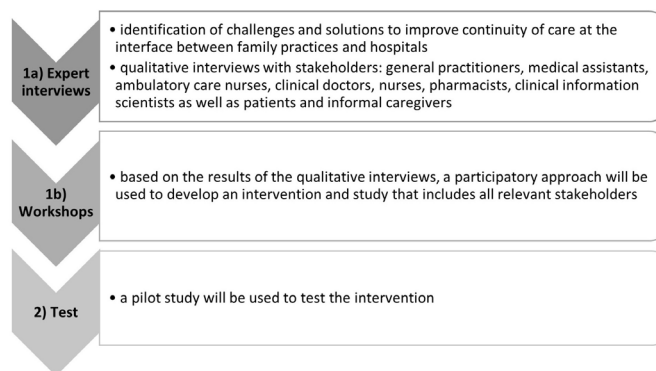 1a) Expert
interviews
• identification of challenges and solutions to improve continuity of care at the
interface between family practices and hospitals
• qualitative interviews with stakeholders: general practitioners, medical assistants,
ambulatory care nurses, clinical doctors, nurses, pharmacists, clinical information
scientists as well as patients and informal caregivers
1b)
Workshops
• based on the results of the qualitative interviews, a participatory approach will be
used to develop an intervention and study that includes all relevant stakeholders
2) Test
• a pilot study will be used to test the intervention